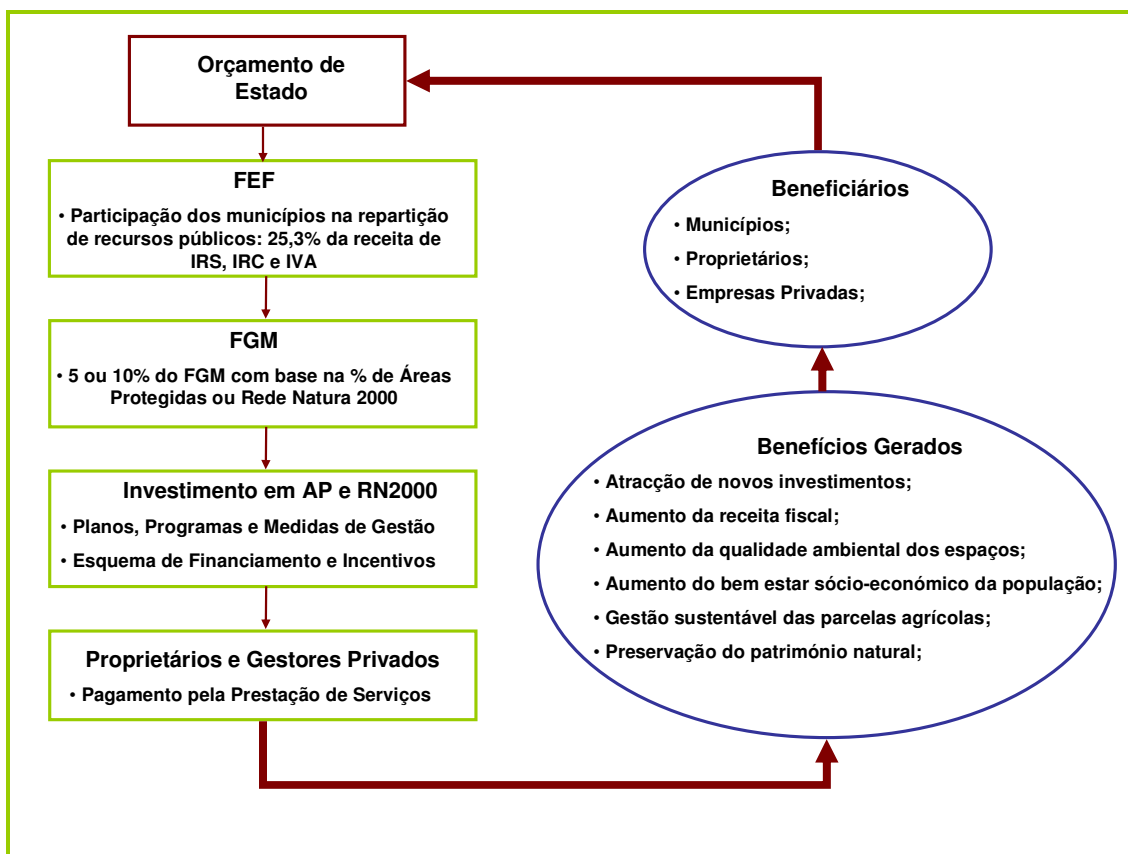 Orçamento de
Estado
FEF
• Participação dos municípios na repartição
de recursos públicos: 25,3% da receita de
IRS, IRC e IVA
FGM
• 5 ou 10% do FGM com base na % de Áreas
Protegidas ou Rede Natura 2000
Investimento em AP e RN2000
• Planos, Programas e Medidas de Gestão
• Esquema de Financiamento e Incentivos
Proprietários e Gestores Privados
• Pagamento pela Prestação de Serviços
Beneficiários
• Municípios;
• Proprietários;
• Empresas Privadas;
Benefícios Gerados
• Atracção de novos investimentos;
• Aumento da receita fiscal;
• Aumento da qualidade ambiental dos espaços;
• Aumento do bem estar sócio-económico da população;
• Gestão sustentável das parcelas agrícolas;
• Preservação do património natural;